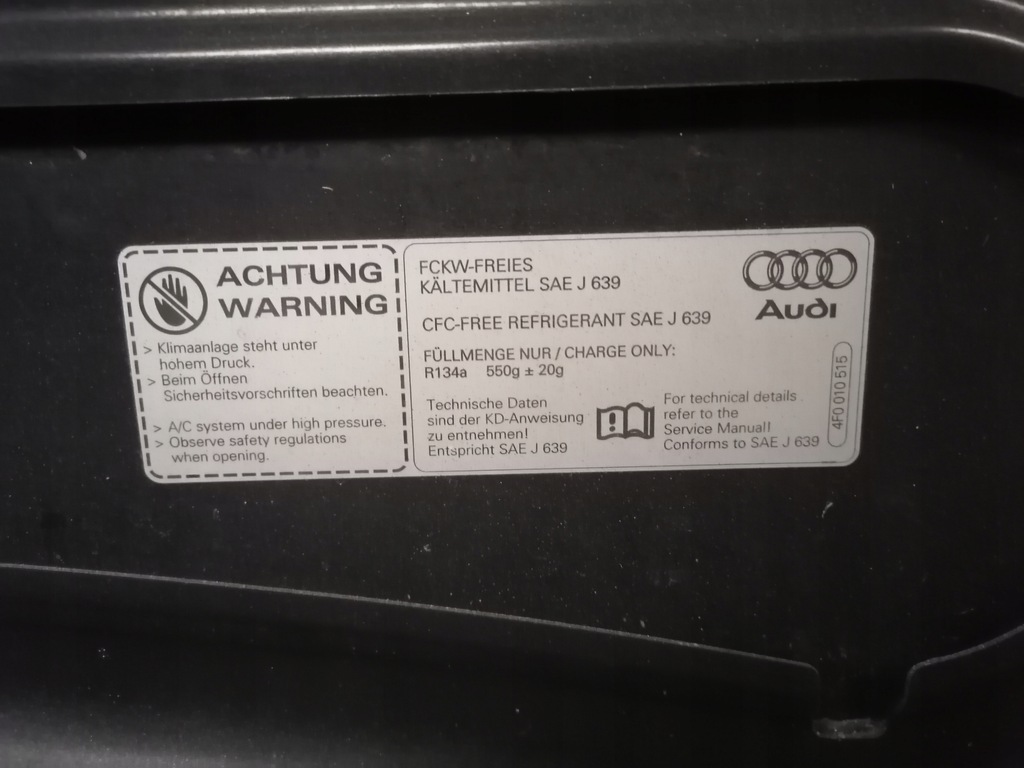 ACHTUNG
WARNING
> Klimaanlage steht unter
hohem Druck.
> Beim Öffnen
Sicherheitsvorschriften beachten.
> A/C system under high pressure.
> Observe safety regulations
when opening.
FCKW-FREIES
KÄLTEMITTEL SAE J 639
CFC-FREE REFRIGERANT SAE J 639
FÜLLMENGE NUR / CHARGE ONLY:
R134a 550g ± 20g
Technische Daten
sind der KD-Anweisung
zu entnehmen!
Entspricht SAE J 639
For technical details
refer to the
Service Manual!
Conforms to SAE J 639
Audi
4F0 010 515